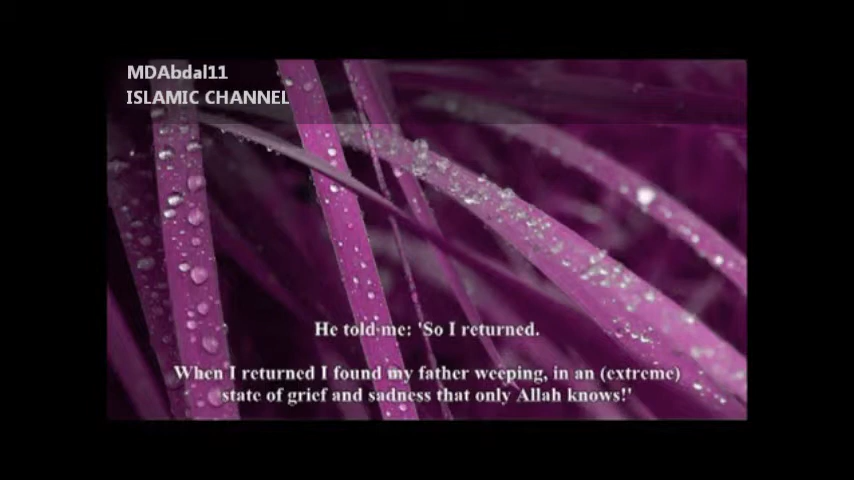 MDAbdal11
ISLAMIC CHANNEL
He told me: 'So I returned.
When I returned I found my father weeping, in an (extreme)
state of grief and sadness that only Allah knows!'